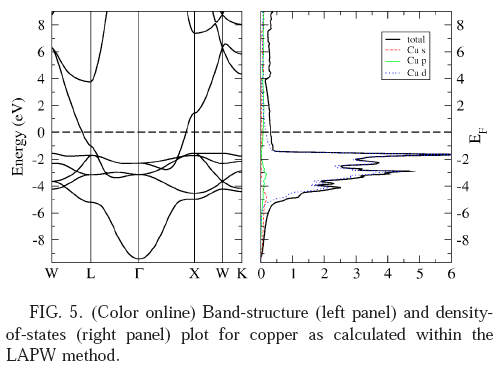 8
6
4
2
0
-2
-4
-6
-8
Energy (eV)
W L Γ X W K
total
Cu s
Cu p
Cu d
8
6
4
2
0
-2
-4
-6
-8
E_F
0 1 2 3 4 5 6
FIG. 5. (Color online) Band-structure (left panel) and density-
of-states (right panel) plot for copper as calculated within the
LAPW method.